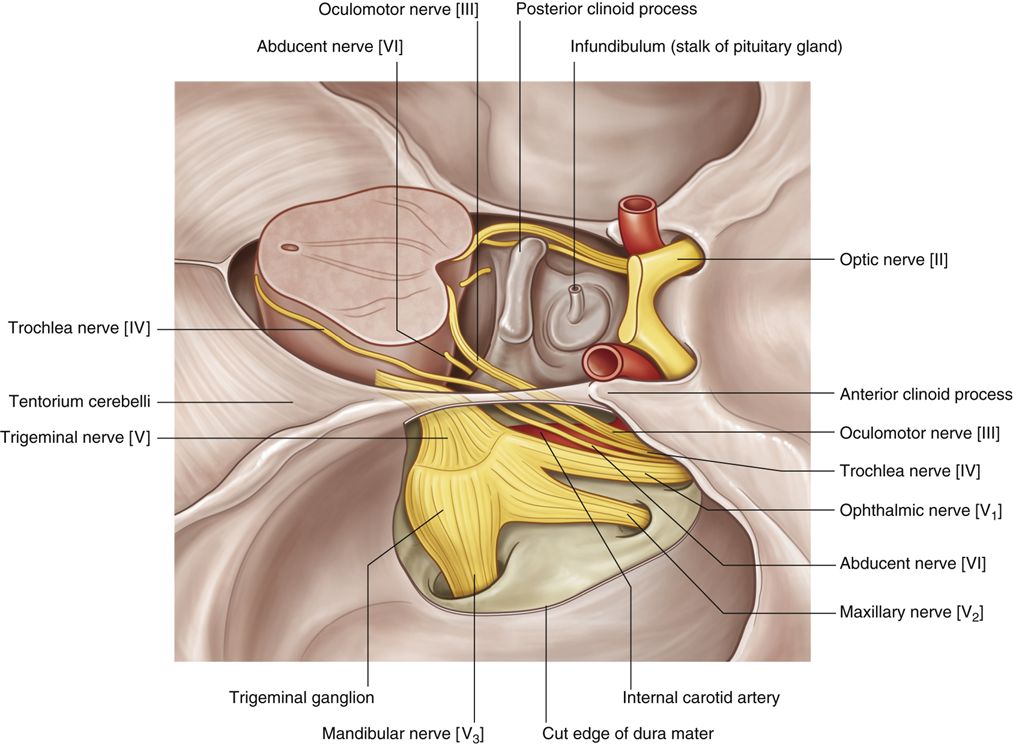 Oculomotor nerve [III]
Posterior clinoid process
Abducent nerve [VI]
Infundibulum (stalk of pituitary gland)
Optic nerve [II]
Trochlea nerve [IV]
Anterior clinoid process
Tentorium cerebelli
Oculomotor nerve [III]
Trigeminal nerve [V]
Trochlea nerve [IV]
Ophthalmic nerve [V₁]
Abducent nerve [VI]
Maxillary nerve [V₂]
Trigeminal ganglion
Internal carotid artery
Mandibular nerve [V₃]
Cut edge of dura mater